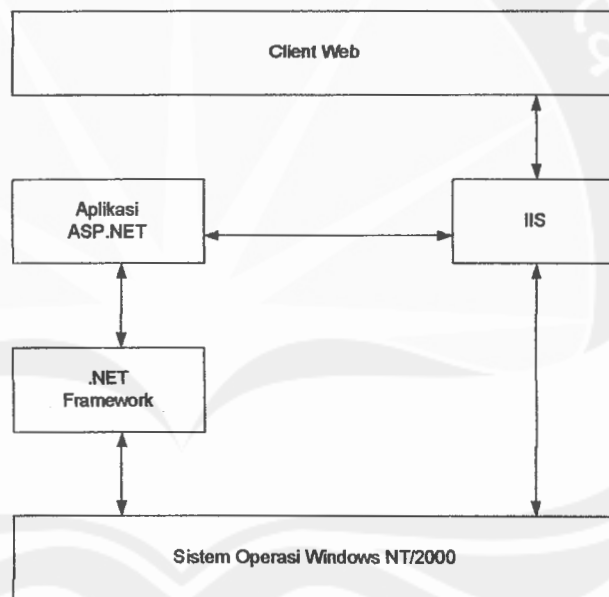 Client Web
Aplikasi
ASP.NET
IIS
.NET
Framework
Sistem Operasi Windows NT/2000